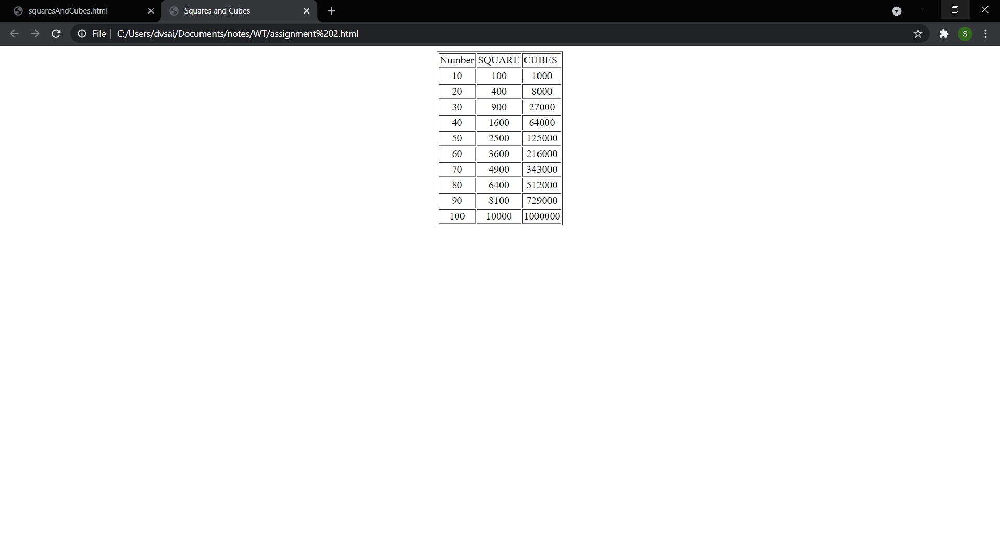 squaresAndCubes.html Squares and Cubes
File C:/Users/dvsai/Documents/notes/WT/assignment%202.html S
Number SQUARE CUBES
10 100 1000
20 400 8000
30 900 27000
40 1600 64000
50 2500 125000
60 3600 216000
70 4900 343000
80 6400 512000
90 8100 729000
100 10000 1000000